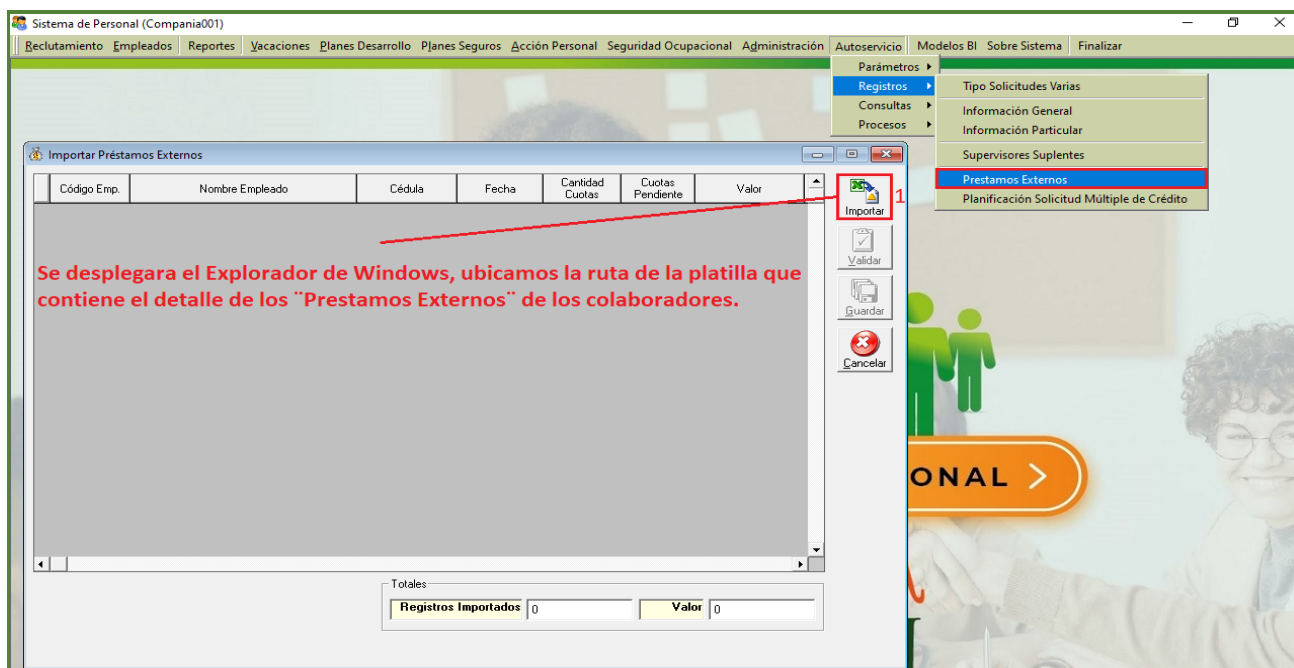 Sistema de Personal (Compania001)
Reclutamiento Empleados Reportes Vacaciones Planes Desarrollo Planes Seguros Acción Personal Seguridad Ocupacional Administración Autoservicio Modelos BI Sobre Sistema Finalizar
Parámetros
Registros
Consultas
Procesos
Tipo Solicitudes Varias
Información General
Información Particular
Supervisores Suplentes
Prestamos Externos
Planificación Solicitud Múltiple de Crédito
Importar Préstamos Externos
Código Emp. Nombre Empleado Cédula Fecha Cantidad Cuotas Cuotas Pendiente Valor
Importar 1
Validar
Guardar
Cancelar
Se desplegara el Explorador de Windows, ubicamos la ruta de la platilla que
contiene el detalle de los ¨Prestamos Externos¨ de los colaboradores.
ONAL >
Totales
Registros Importados 0 Valor 0